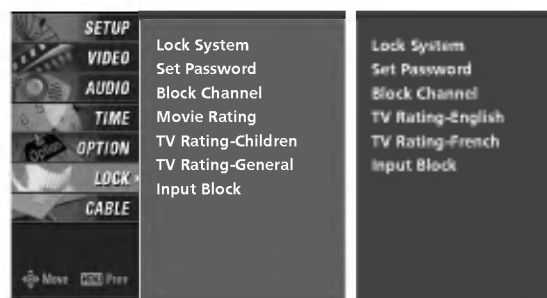 SETUP
VIDEO
AUDIO
TIME
OPTION
LOCK
CABLE
Move MENU Prev
Lock System
Set Password
Block Channel
Movie Rating
TV Rating-Children
TV Rating-General
Input Block
Lock System
Set Password
Block Channel
TV Rating-English
TV Rating-French
Input Block